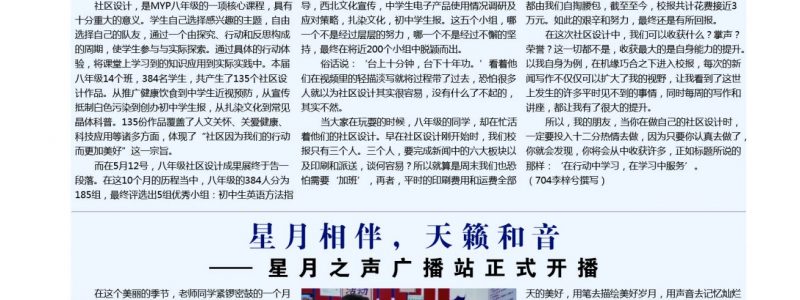 社区设计，是MYP八年级的一项核心课程，具有
十分重大的意义。学生自己选择感兴趣的主题，自由
选择自己的队友，通过一个由探究、行动和反思构成
的周期，使学生参与与实际探索。通过具体的行动体
验，将课堂上学习到的知识应用到实际实践中。本届
八年级14个班，384名学生，共产生了135个社区设
计作品。从推广健康饮食到中学生近视预防，从宣传
抵制白色污染到创办初中学生报，从扎染文化到常见
晶体科普。135份作品覆盖了人文关怀、关爱健康、
科技应用等诸多方面，体现了“社区因为我们的行动
而更加美好”这一宗旨。
而在5月12号，八年级社区设计成果展终于告一
段落。在这10个月的历程当中，八年级的384人分为
185组，最终评选出5组优秀小组：初中生英语方法指
导，西北文化宣传，中学生电子产品使用情况调研及
应对策略，扎染文化，初中学生报。这五个小组，哪
一个不是经过层层的努力，哪一个不是经过不懈的坚
持，最终在将近200个小组中脱颖而出。
俗话说：‘台上十分钟，台下十年功。’看着他
们在视频里的轻描淡写就将过程带了过去，恐怕很多
人就以为社区设计其实很容易，没有什么了不起的，
其实不然。
当大家在玩耍的时候，八年级的同学，却在忙活
着他们的社区设计。早在社区设计刚开始时，我们校
报只有三个人。三个人，要完成新闻中的六大板块以
及印刷和派送，谈何容易？所以就算是周末我们也恐
怕需要‘加班’，再者，平时的印刷费用和运费全部
都由我们自掏腰包，截至至今，校报共计花费接近3
万元。如此的艰辛和努力，最终还是有所回报。
在这次社区设计中，我们可以收获什么？掌声？
荣誉？这一切都不是，收获最大的是自身能力的提升。
以我自身为例，在机缘巧合之下进入校报，每次的新
闻写作不仅仅可以扩大了我的视野，让我看到了这世
上发生的许多平时见不到的事情，同时每周的写作和
讲座，都让我有了很大的提升。
所以，我的朋友，当你在做自己的社区设计时，
一定要投入十二分热情去做，因为只要你认真去做了，
你就会发现，你将会从中收获许多，正如标题所说的
那样：‘在行动中学习，在学习中服务’。
（704李梓兮撰写）
星月相伴，天籁和音
——星月之声广播站正式开播
在这个美丽的季节，老师同学紧锣密鼓的一个月
天的美好，用笔去描绘美好岁月，用声音去记忆灿烂